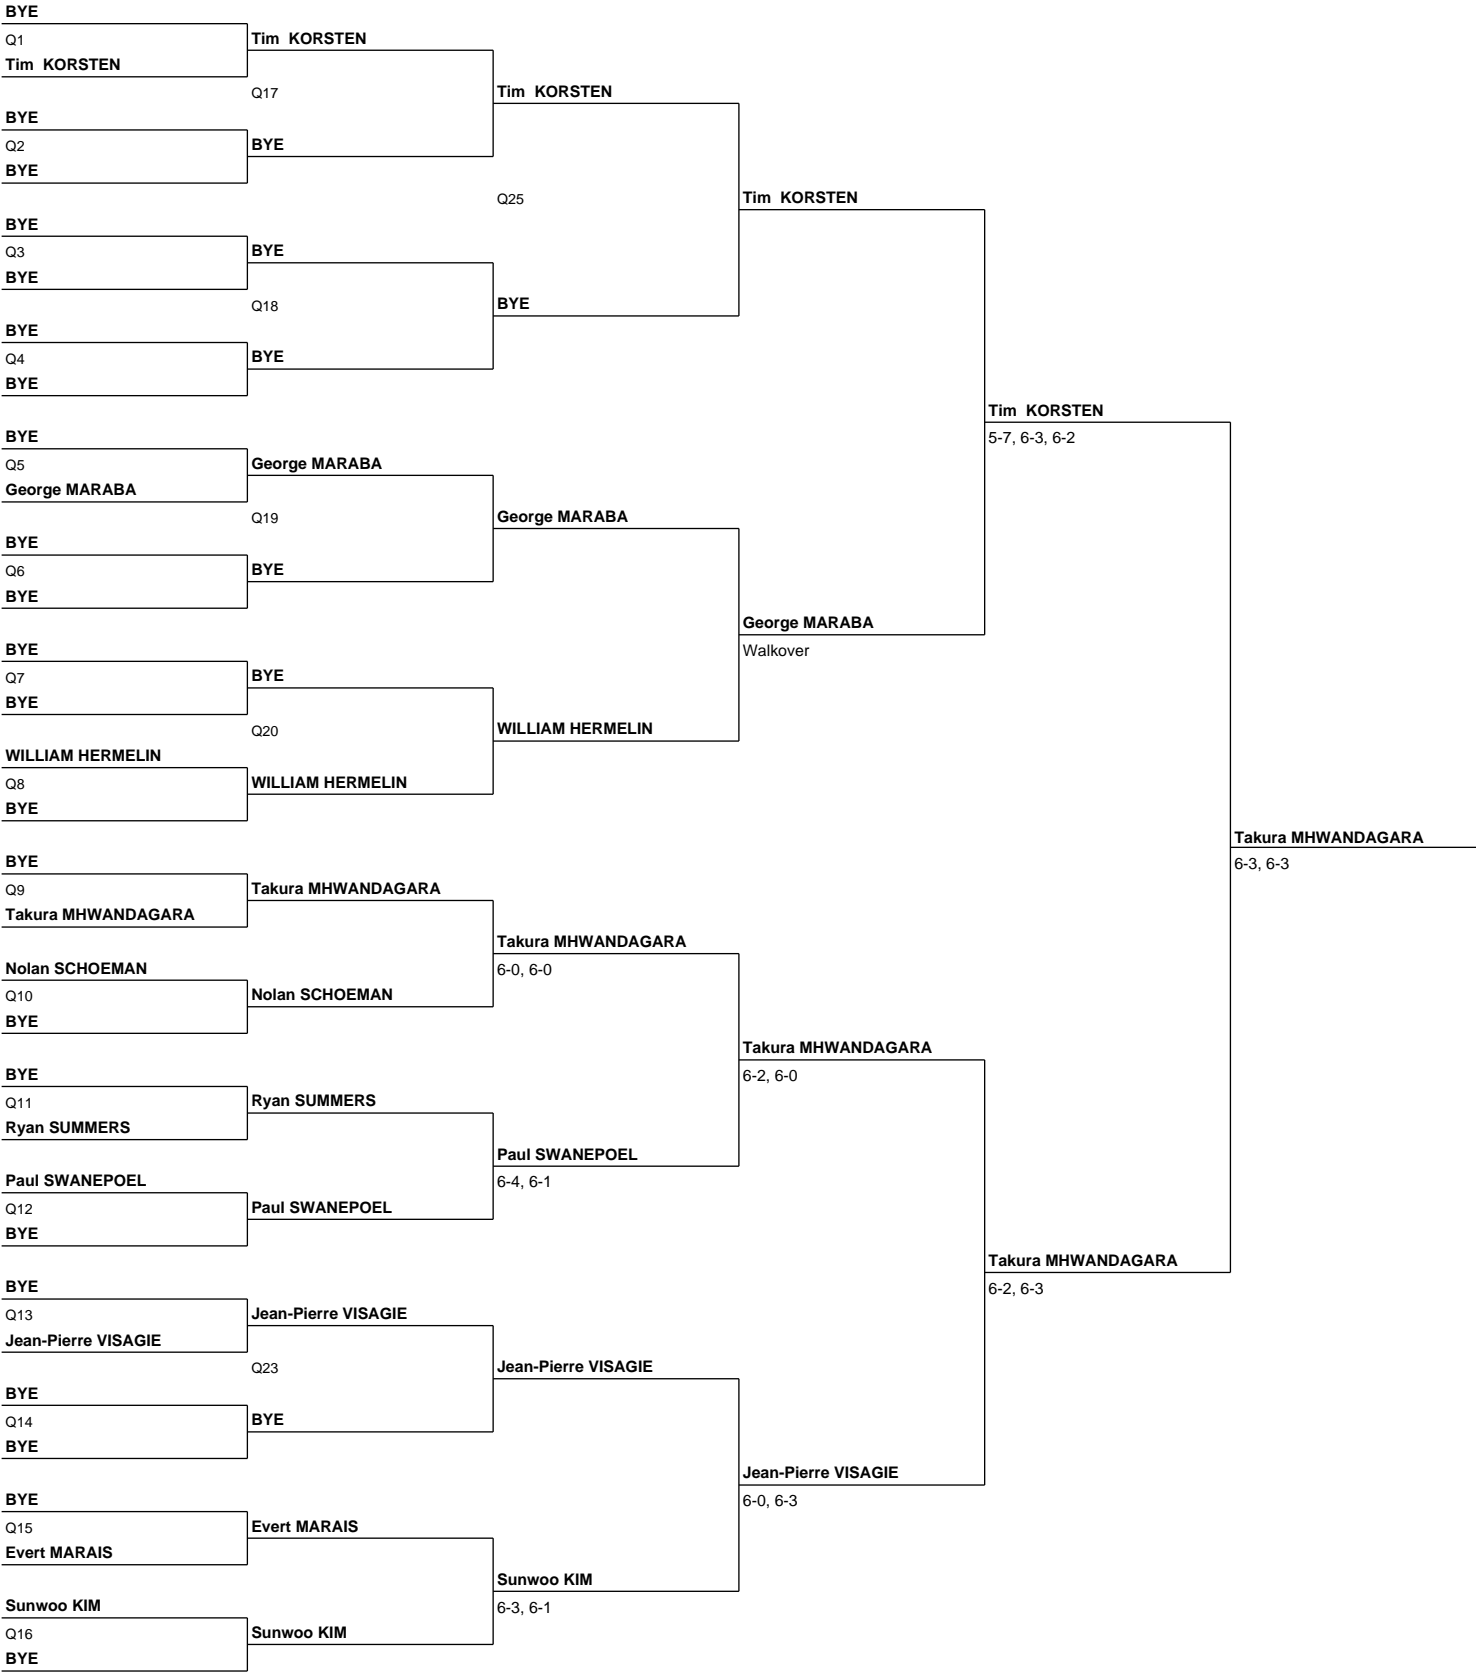 BYE
Q1
Tim KORSTEN
Tim KORSTEN
Q17
Tim KORSTEN
BYE
Q2
BYE
BYE
Q25
Tim KORSTEN
BYE
Q3
BYE
BYE
Q18
BYE
BYE
Q4
BYE
BYE
Tim KORSTEN
5-7, 6-3, 6-2
BYE
Q5
George MARABA
George MARABA
Q19
George MARABA
BYE
Q6
BYE
BYE
George MARABA
Walkover
BYE
Q7
BYE
BYE
Q20
WILLIAM HERMELIN
WILLIAM HERMELIN
Q8
BYE
WILLIAM HERMELIN
Takura MHWANDAGARA
6-3, 6-3
BYE
Q9
Takura MHWANDAGARA
Takura MHWANDAGARA
Takura MHWANDAGARA
6-0, 6-0
Nolan SCHOEMAN
Q10
BYE
Nolan SCHOEMAN
Takura MHWANDAGARA
6-2, 6-0
BYE
Q11
Ryan SUMMERS
Ryan SUMMERS
Paul SWANEPOEL
6-4, 6-1
Paul SWANEPOEL
Q12
BYE
Paul SWANEPOEL
Takura MHWANDAGARA
6-2, 6-3
BYE
Q13
Jean-Pierre VISAGIE
Jean-Pierre VISAGIE
Q23
Jean-Pierre VISAGIE
BYE
Q14
BYE
BYE
Jean-Pierre VISAGIE
6-0, 6-3
BYE
Q15
Evert MARAIS
Evert MARAIS
Sunwoo KIM
6-3, 6-1
Sunwoo KIM
Q16
BYE
Sunwoo KIM